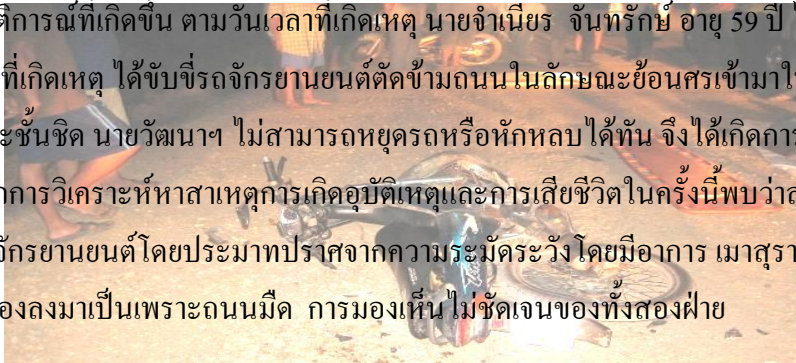 ติการณ์ที่เกิดขึ้น ตามวันเวลาที่เกิดเหตุ นายจำเนียร จันทรักษ์ อายุ 59 ปี
ที่เกิดเหตุ ได้ขับขี่รถจักรยานยนต์ตัดข้ามถนนในลักษณะย้อนศรเข้ามาใ
ะชั้นชิด นายวัฒนาฯ ไม่สามารถหยุดรถหรือหักหลบได้ทัน จึงได้เกิดกา
การวิเคราะห์หาสาเหตุการเกิดอุบัติเหตุและการเสียชีวิตในครั้งนี้พบว่าส
จักรยานยนต์โดยประมาทปราศจากความระมัดระวังโดยมีอาการ เมาสุรา
องลงมาเป็นเพราะถนนมืด การมองเห็นไม่ชัดเจนของทั้งสองฝ่าย